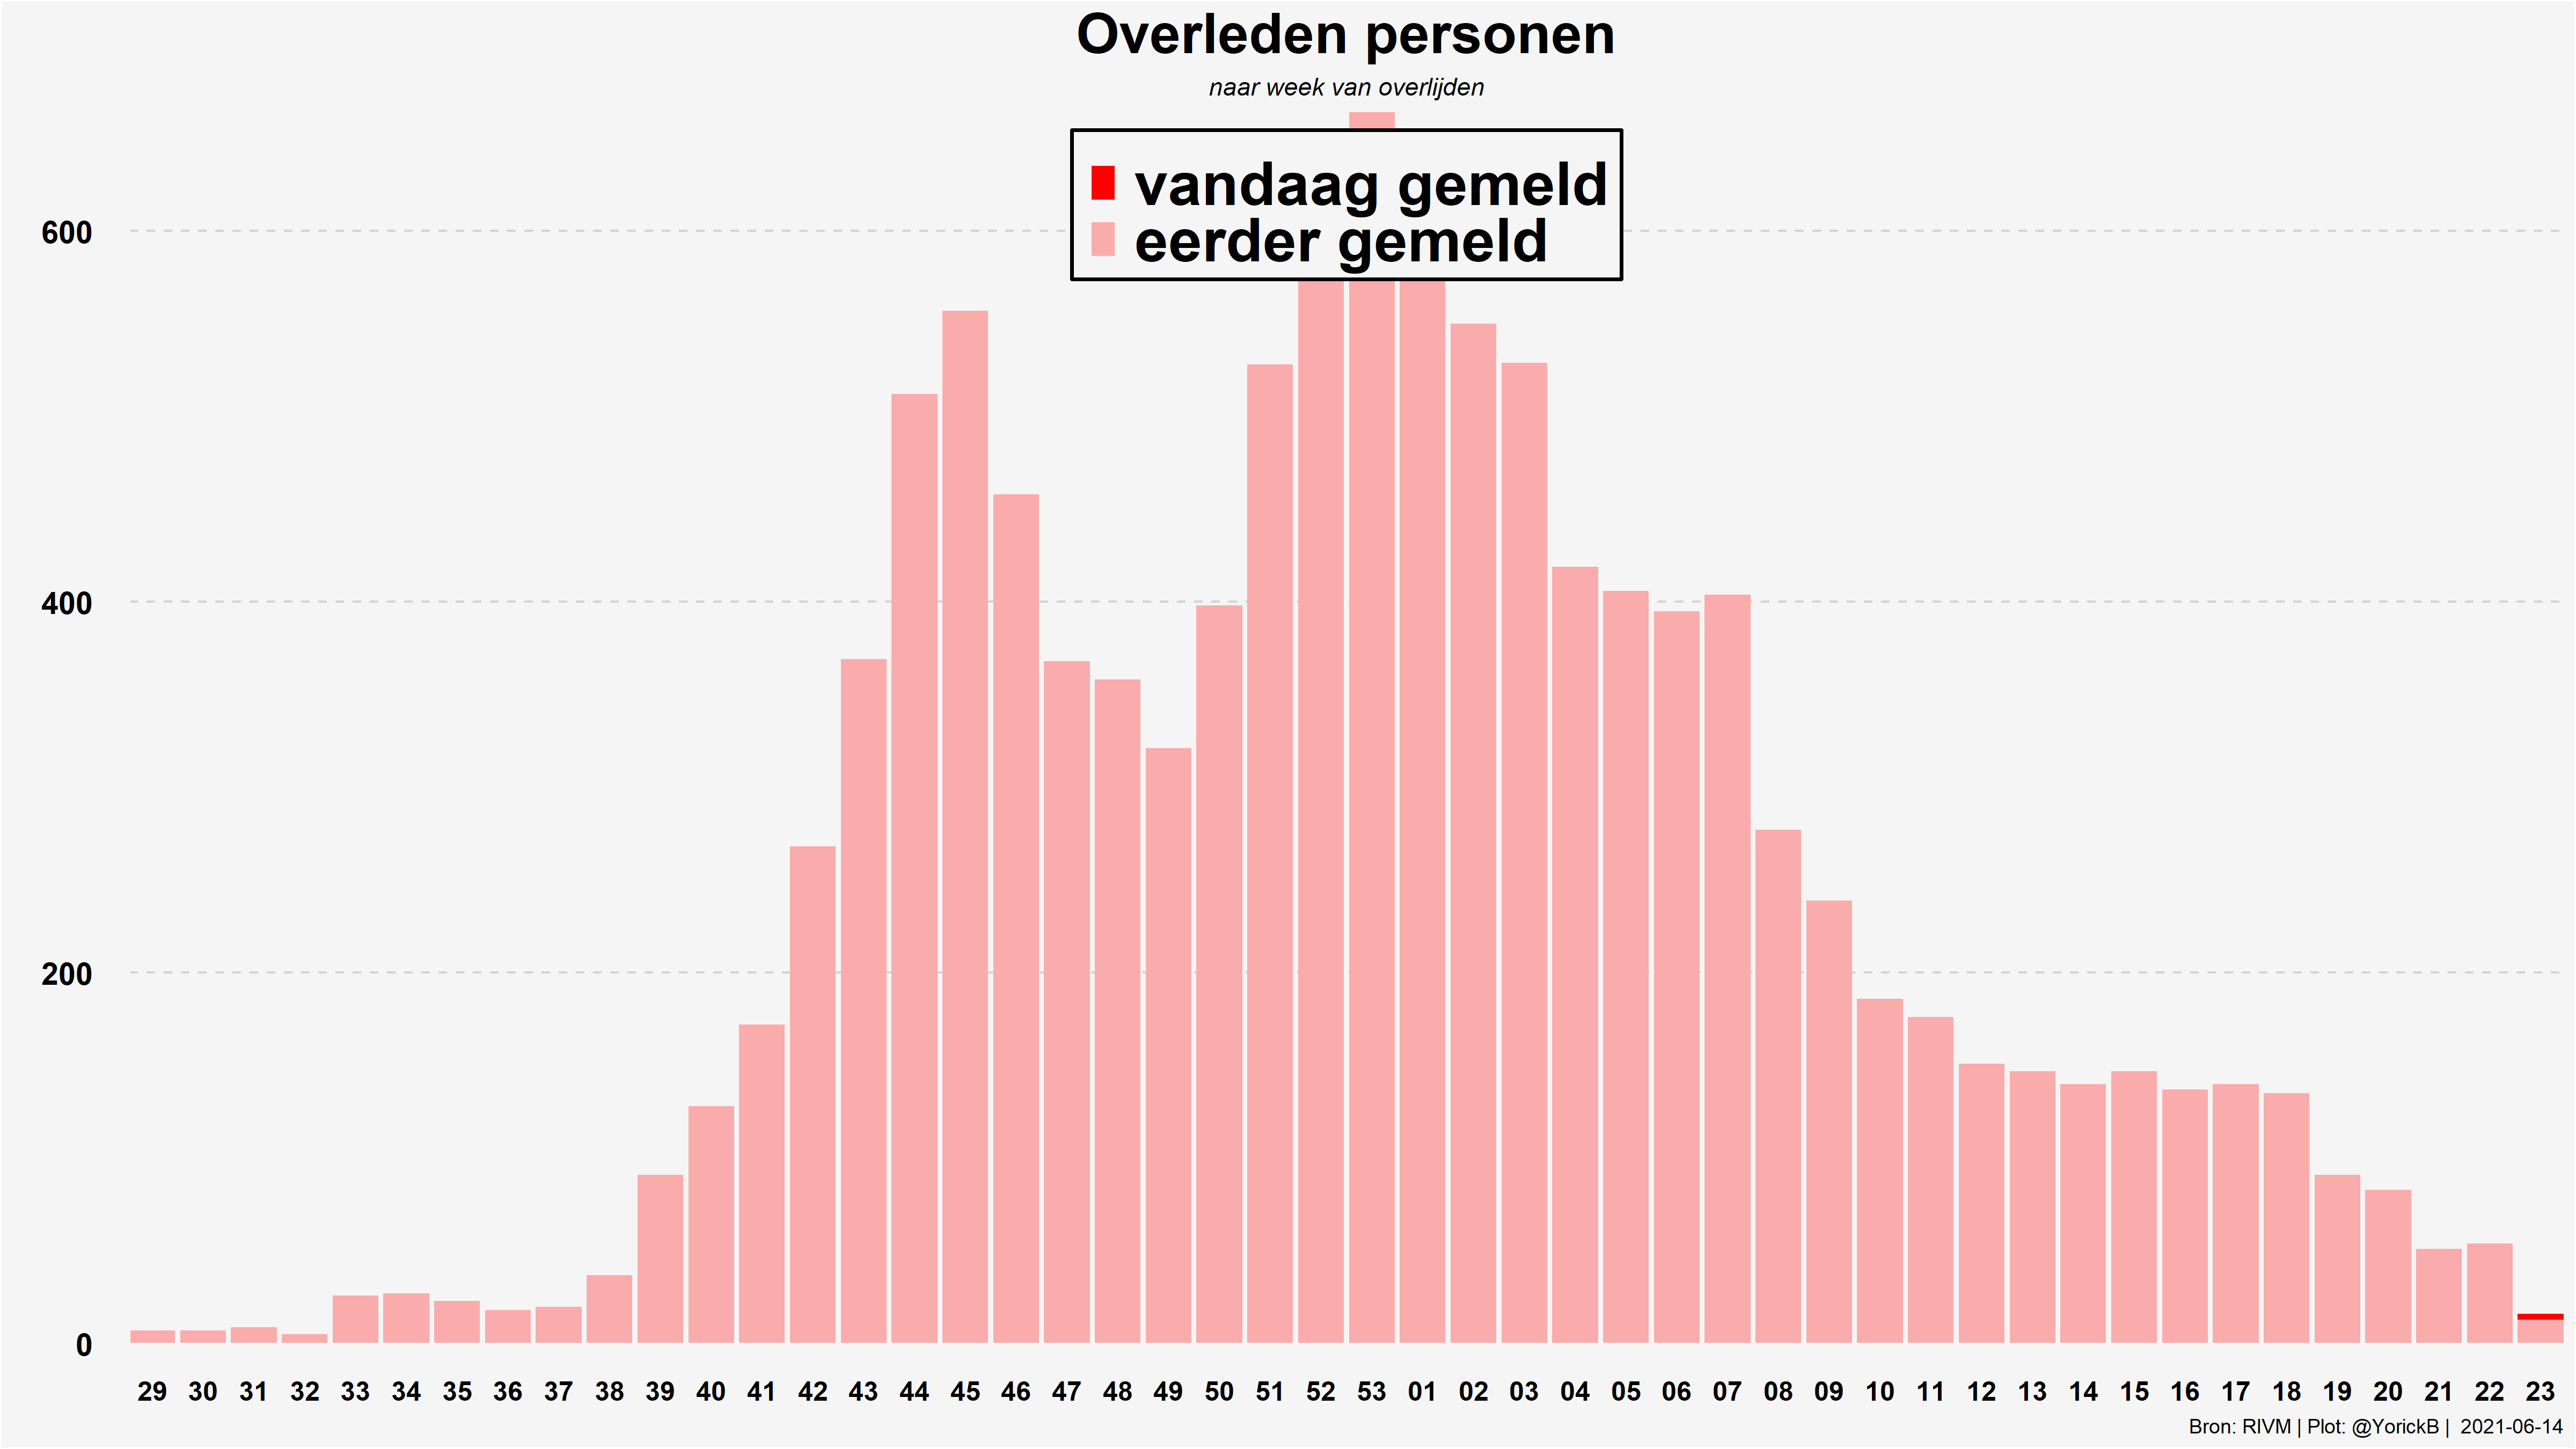 Overleden personen
naar week van overlijden
vandaag gemeld
eerder gemeld
600
400
200
0
29 30 31 32 33 34 35 36 37 38 39 40 41 42 43 44 45 46 47 48 49 50 51 52 53 01 02 03 04 05 06 07 08 09 10 11 12 13 14 15 16 17 18 19 20 21 22 23
Bron: RIVM | Plot: @YorickB | 2021-06-14